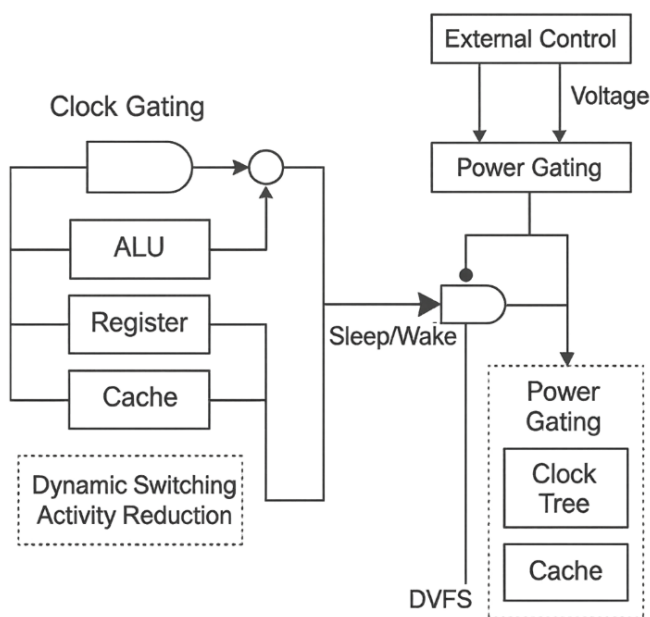 External Control
Voltage
Clock Gating
Power Gating
ALU
Register
Sleep/Wake
Cache
Power
Gating
Clock
Tree
Dynamic Switching
Activity Reduction
Cache
DVFS